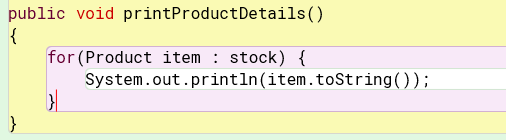 public void printProductDetails()
{
for(Product item : stock) {
System.out.println(item.toString());
}
}